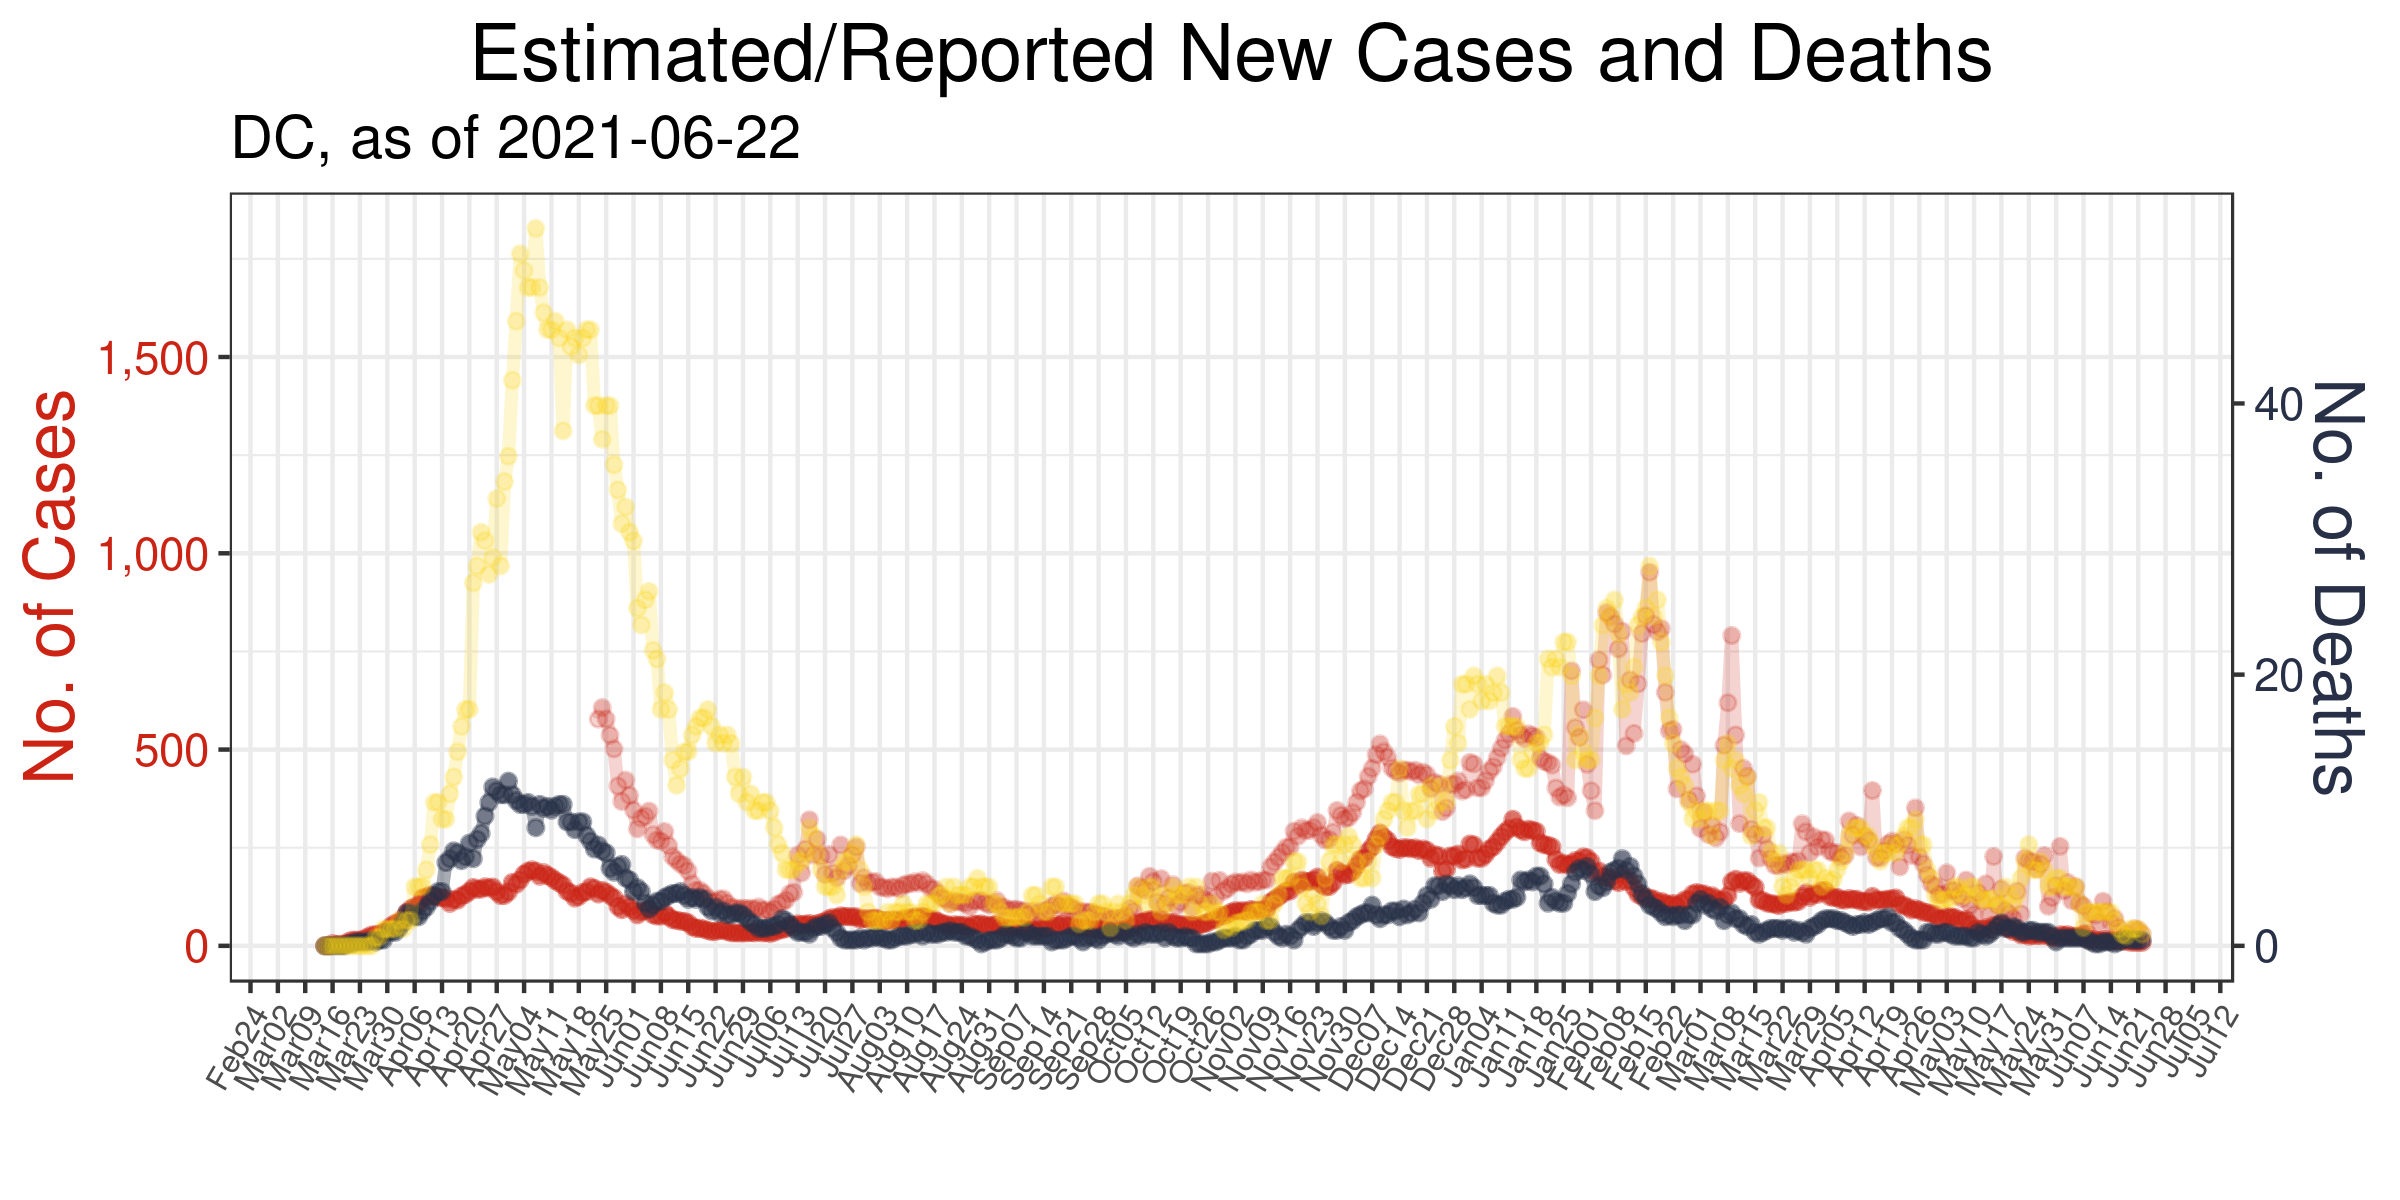 Estimated/Reported New Cases and Deaths
DC, as of 2021-06-22
No. of Cases
1,500
1,000
500
0
No. of Deaths
40
20
0
Feb24
Mar02
Mar09
Mar16
Mar23
Mar30
Apr06
Apr13
Apr20
Apr27
May04
May11
May18
May25
Jun01
Jun08
Jun15
Jun22
Jun29
Jul06
Jul13
Jul20
Jul27
Aug03
Aug10
Aug17
Aug24
Aug31
Sep07
Sep14
Sep21
Sep28
Oct05
Oct12
Oct19
Oct26
Nov02
Nov09
Nov16
Nov23
Nov30
Dec07
Dec14
Dec21
Dec28
Jan04
Jan11
Jan18
Jan25
Feb01
Feb08
Feb15
Feb22
Mar01
Mar08
Mar15
Mar22
Mar29
Apr05
Apr12
Apr19
Apr26
May03
May10
May17
May24
May31
Jun07
Jun14
Jun21
Jun28
Jul05
Jul12